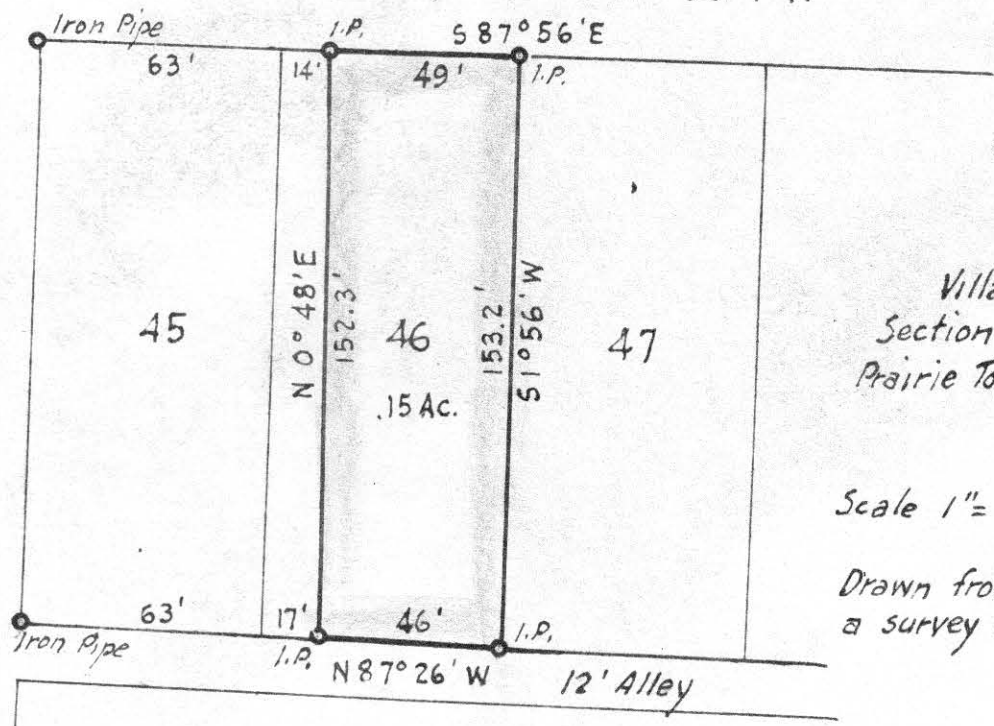 Iron Pipe
I.P.
S 87° 56' E
63'
14'
49'
I.P.
N 0° 48' E
152.3'
153.2'
S 1° 56' W
45
46
47
.15 Ac.
Villa
Section
Prairie To
Scale 1"=
Drawn fro
a survey
63'
17'
46'
Iron Pipe
I.P.
I.P.
N 87° 26' W
12' Alley